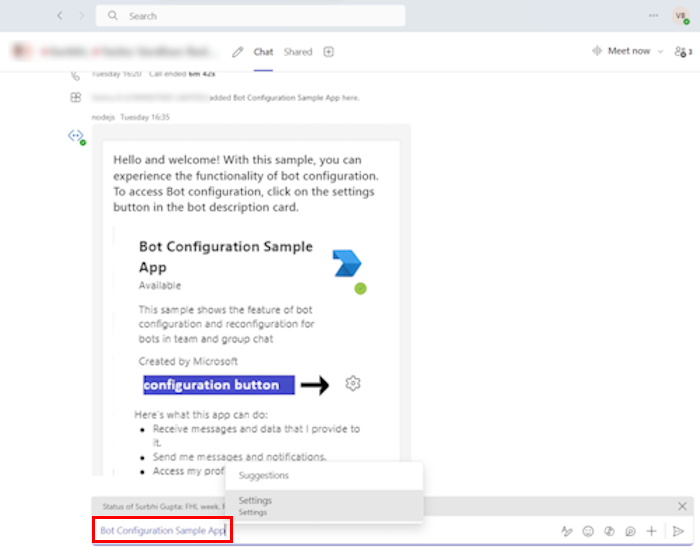 Search
VB
Chat
Shared
Meet now
3
Tuesday 16:20 Call ended 6m 42s
added Bot Configuration Sample App here.
nodejs Tuesday 16:35
Hello and welcome! With this sample, you can
experience the functionality of bot configuration.
To access Bot configuration, click on the settings
button in the bot description card.
Bot Configuration Sample
App
Available
This sample shows the feature of bot
configuration and reconfiguration for
bots in team and group chat
Created by Microsoft
configuration button
Here's what this app can do:
Receive messages and data that I provide to
it.
Send me messages and notifications.
Access my prof
Suggestions
Settings
Settings
Status of Surbhi Gupta: FHL week.
Bot Configuration Sample App